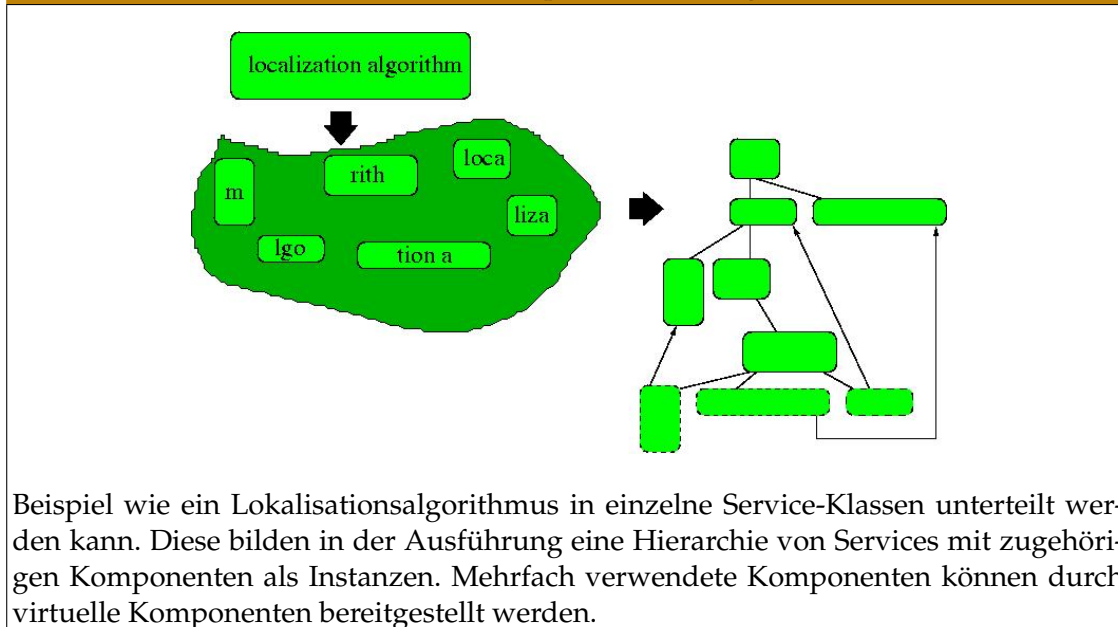 localization algorithm
m
rith
loca
liza
lgo
tion a
Beispiel wie ein Lokalisationsalgorithmus in einzelne Service-Klassen unterteilt wer-
den kann. Diese bilden in der Ausführung eine Hierarchie von Services mit zugehöri-
gen Komponenten als Instanzen. Mehrfach verwendete Komponenten können durch
virtuelle Komponenten bereitgestellt werden.